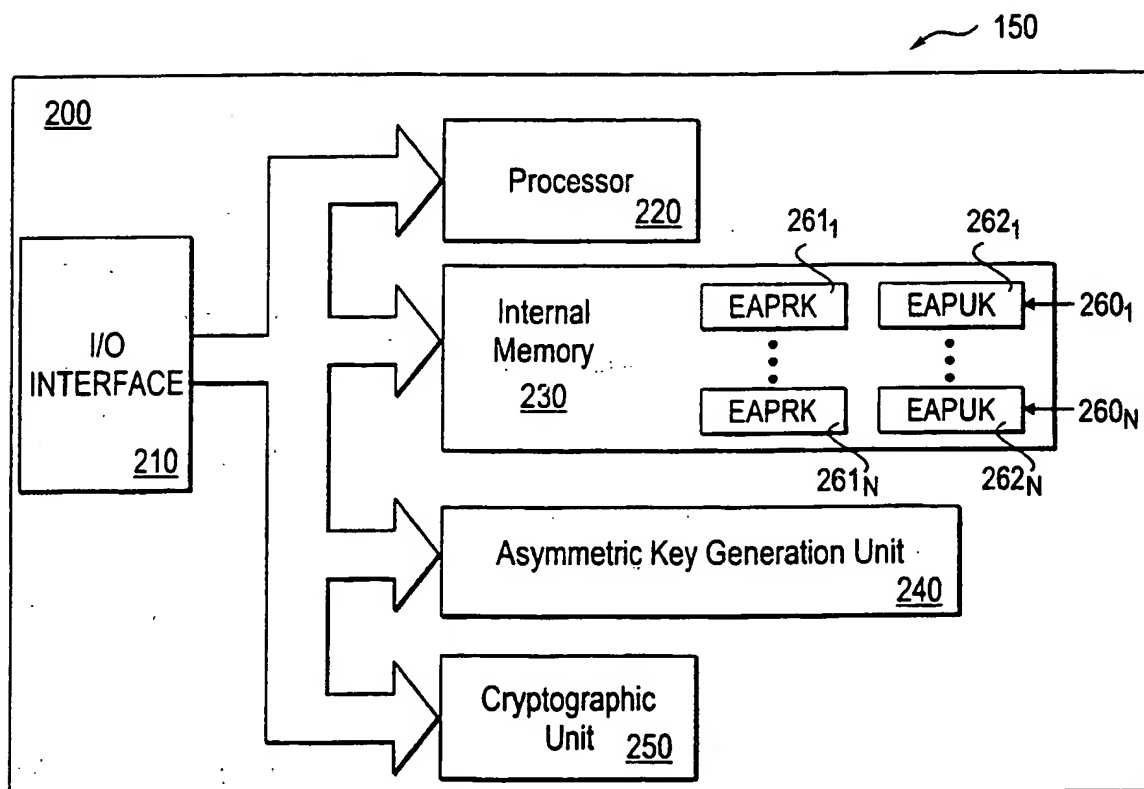 150
200
Processor
220
261₁
262₁
I/O
INTERFACE
210
Internal
Memory
230
EAPRK
EAPUK
260₁
EAPRK
EAPUK
260N
261N
262N
Asymmetric Key Generation Unit
240
Cryptographic
Unit
250